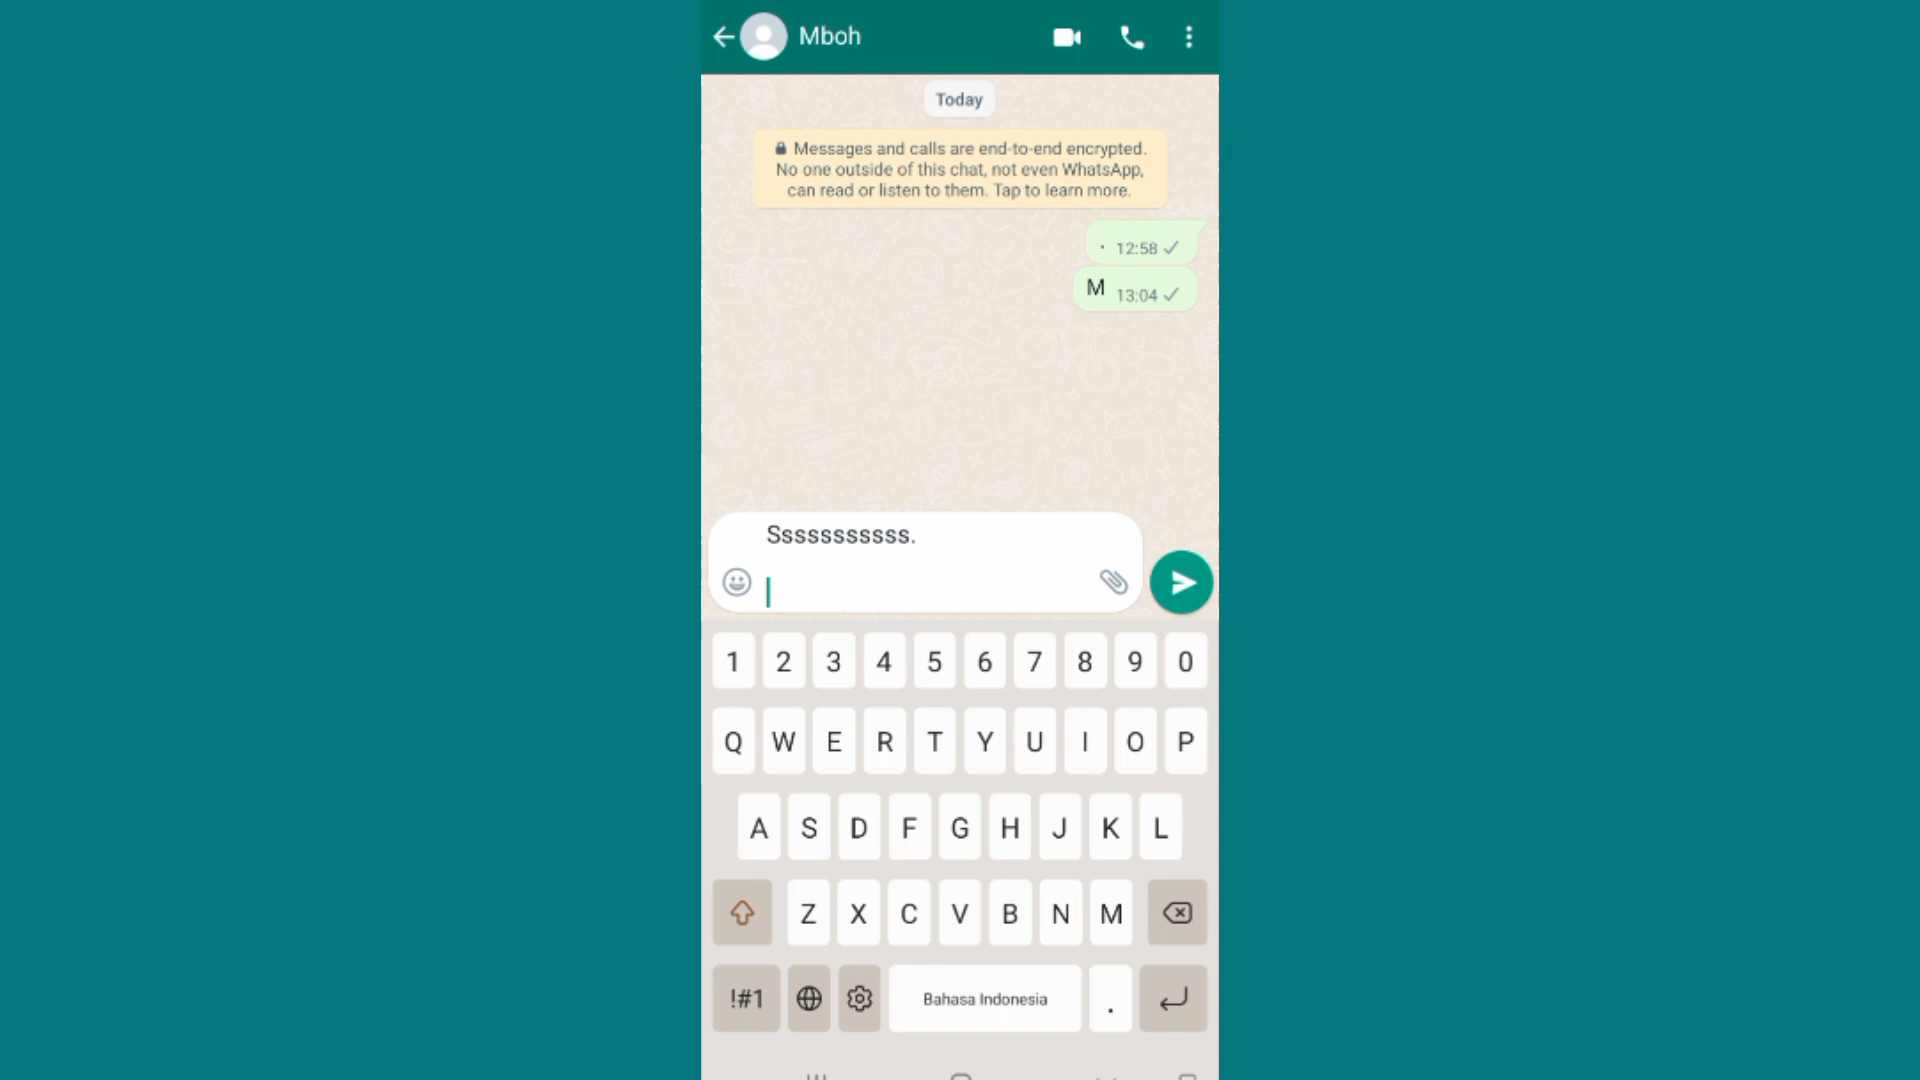 Mboh
Today
Messages and calls are end-to-end encrypted.
No one outside of this chat, not even WhatsApp,
can read or listen to them. Tap to learn more.
. 12:58
M 13:04
Sssssssssss.
1 2 3 4 5 6 7 8 9 0
Q W E R T Y U I O P
A S D F G H J K L
Z X C V B N M
!#1 Bahasa Indonesia .